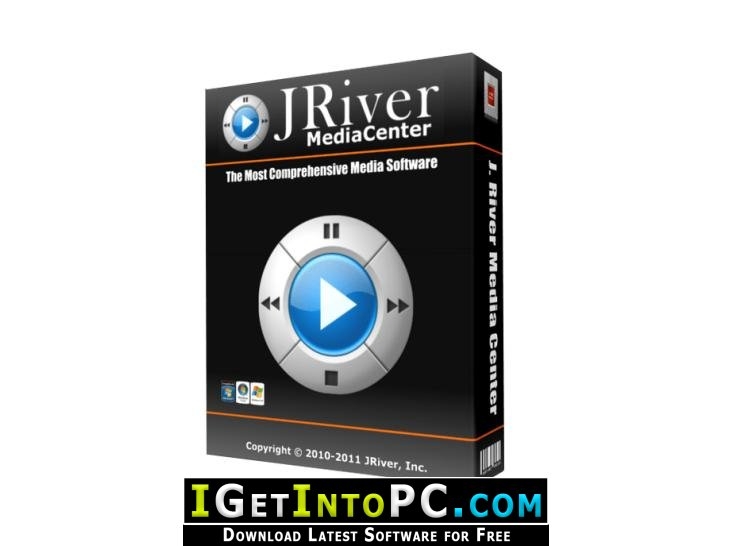 JRiver
MediaCenter
The Most Comprehensive Media Software
J. River Media Center
Copyright © 2010-2011 JRiver, Inc.
IGetIntoPC.com
Download Latest Software for Free